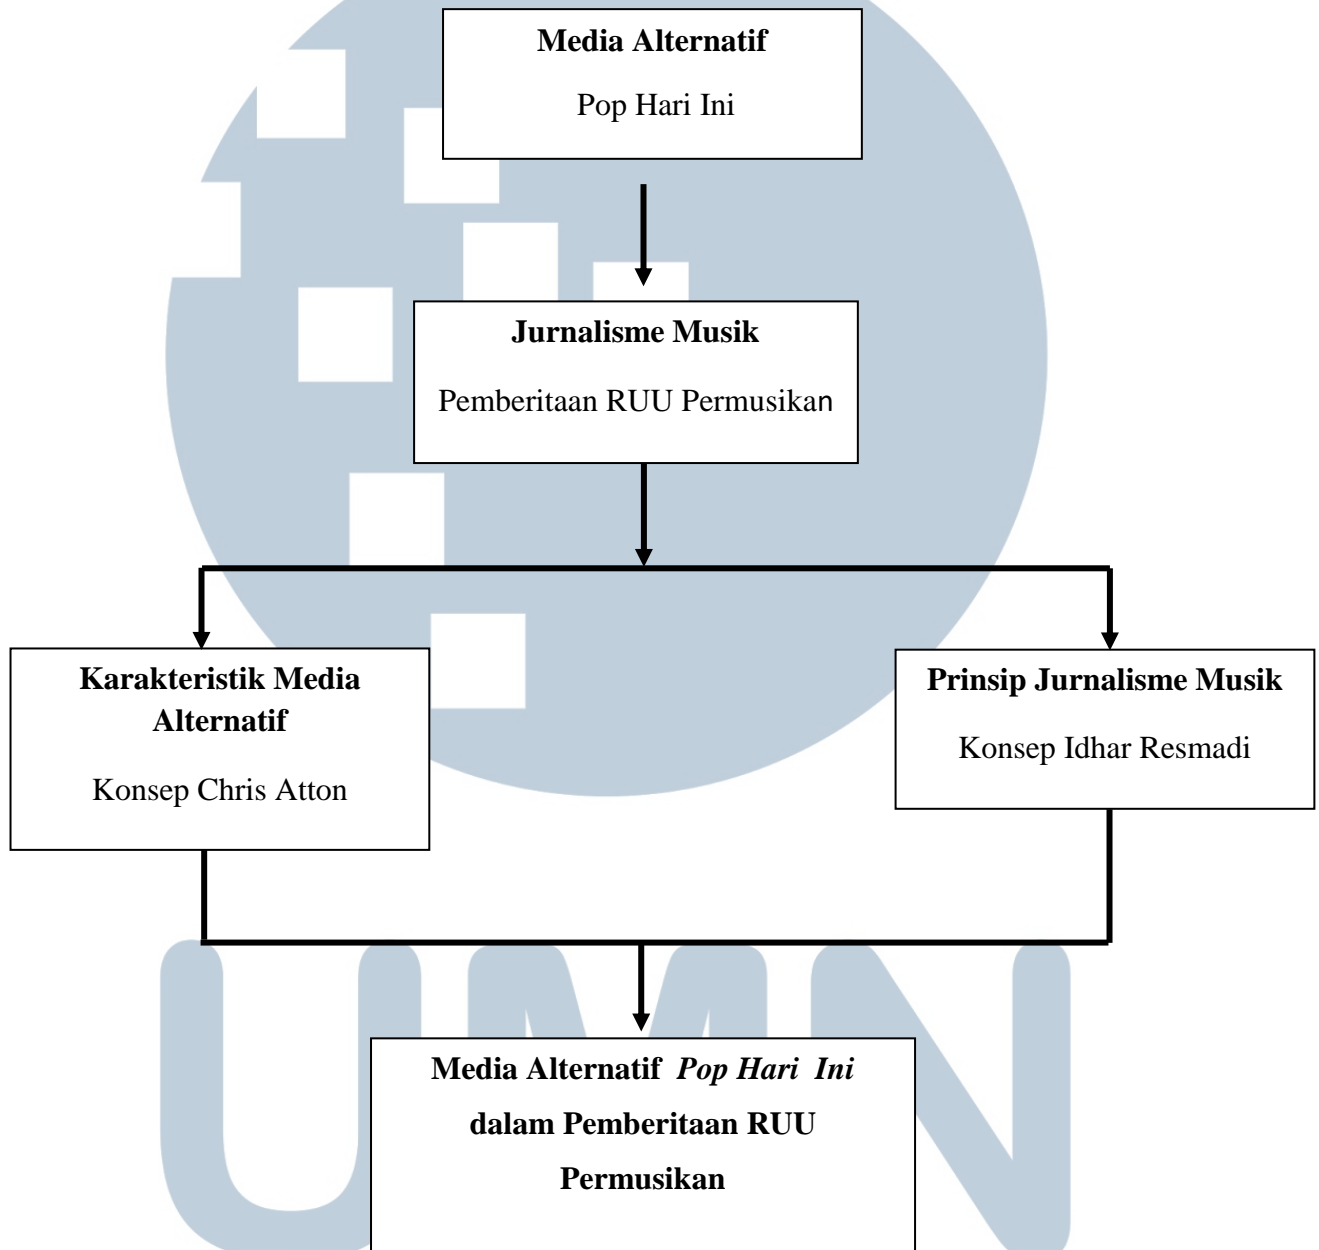 Media Alternatif
Pop Hari Ini
Jurnalisme Musik
Pemberitaan RUU Permusikan
Karakteristik Media
Alternatif
Konsep Chris Atton
Prinsip Jurnalisme Musik
Konsep Idhar Resmadi
UMN
Media Alternatif Pop Hari Ini
dalam Pemberitaan RUU
Permusikan